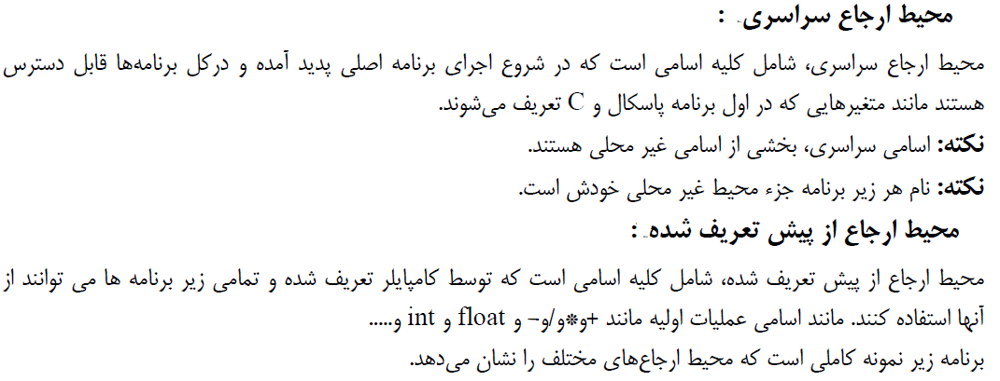 محیط ارجاع سراسری :
محیط ارجاع سراسری، شامل کلیه اسامی است که در شروع اجرای برنامه اصلی پدید آمده و درکل برنامه‌ها قابل دسترس
هستند مانند متغیرهایی که در اول برنامه پاسکال و C تعریف می‌شوند.
نکته: اسامی سراسری، بخشی از اسامی غیر محلی هستند.
نکته: نام هر زیر برنامه جزء محیط غیر محلی خودش است.
محیط ارجاع از پیش تعریف شده :
محیط ارجاع از پیش تعریف شده، شامل کلیه اسامی است که توسط کامپایلر تعریف شده و تمامی زیر برنامه ها می توانند از
آنها استفاده کنند. مانند اسامی عملیات اولیه مانند +و*و/و– و float و int و.....
برنامه زیر نمونه کاملی است که محیط ارجاع‌های مختلف را نشان می‌دهد.